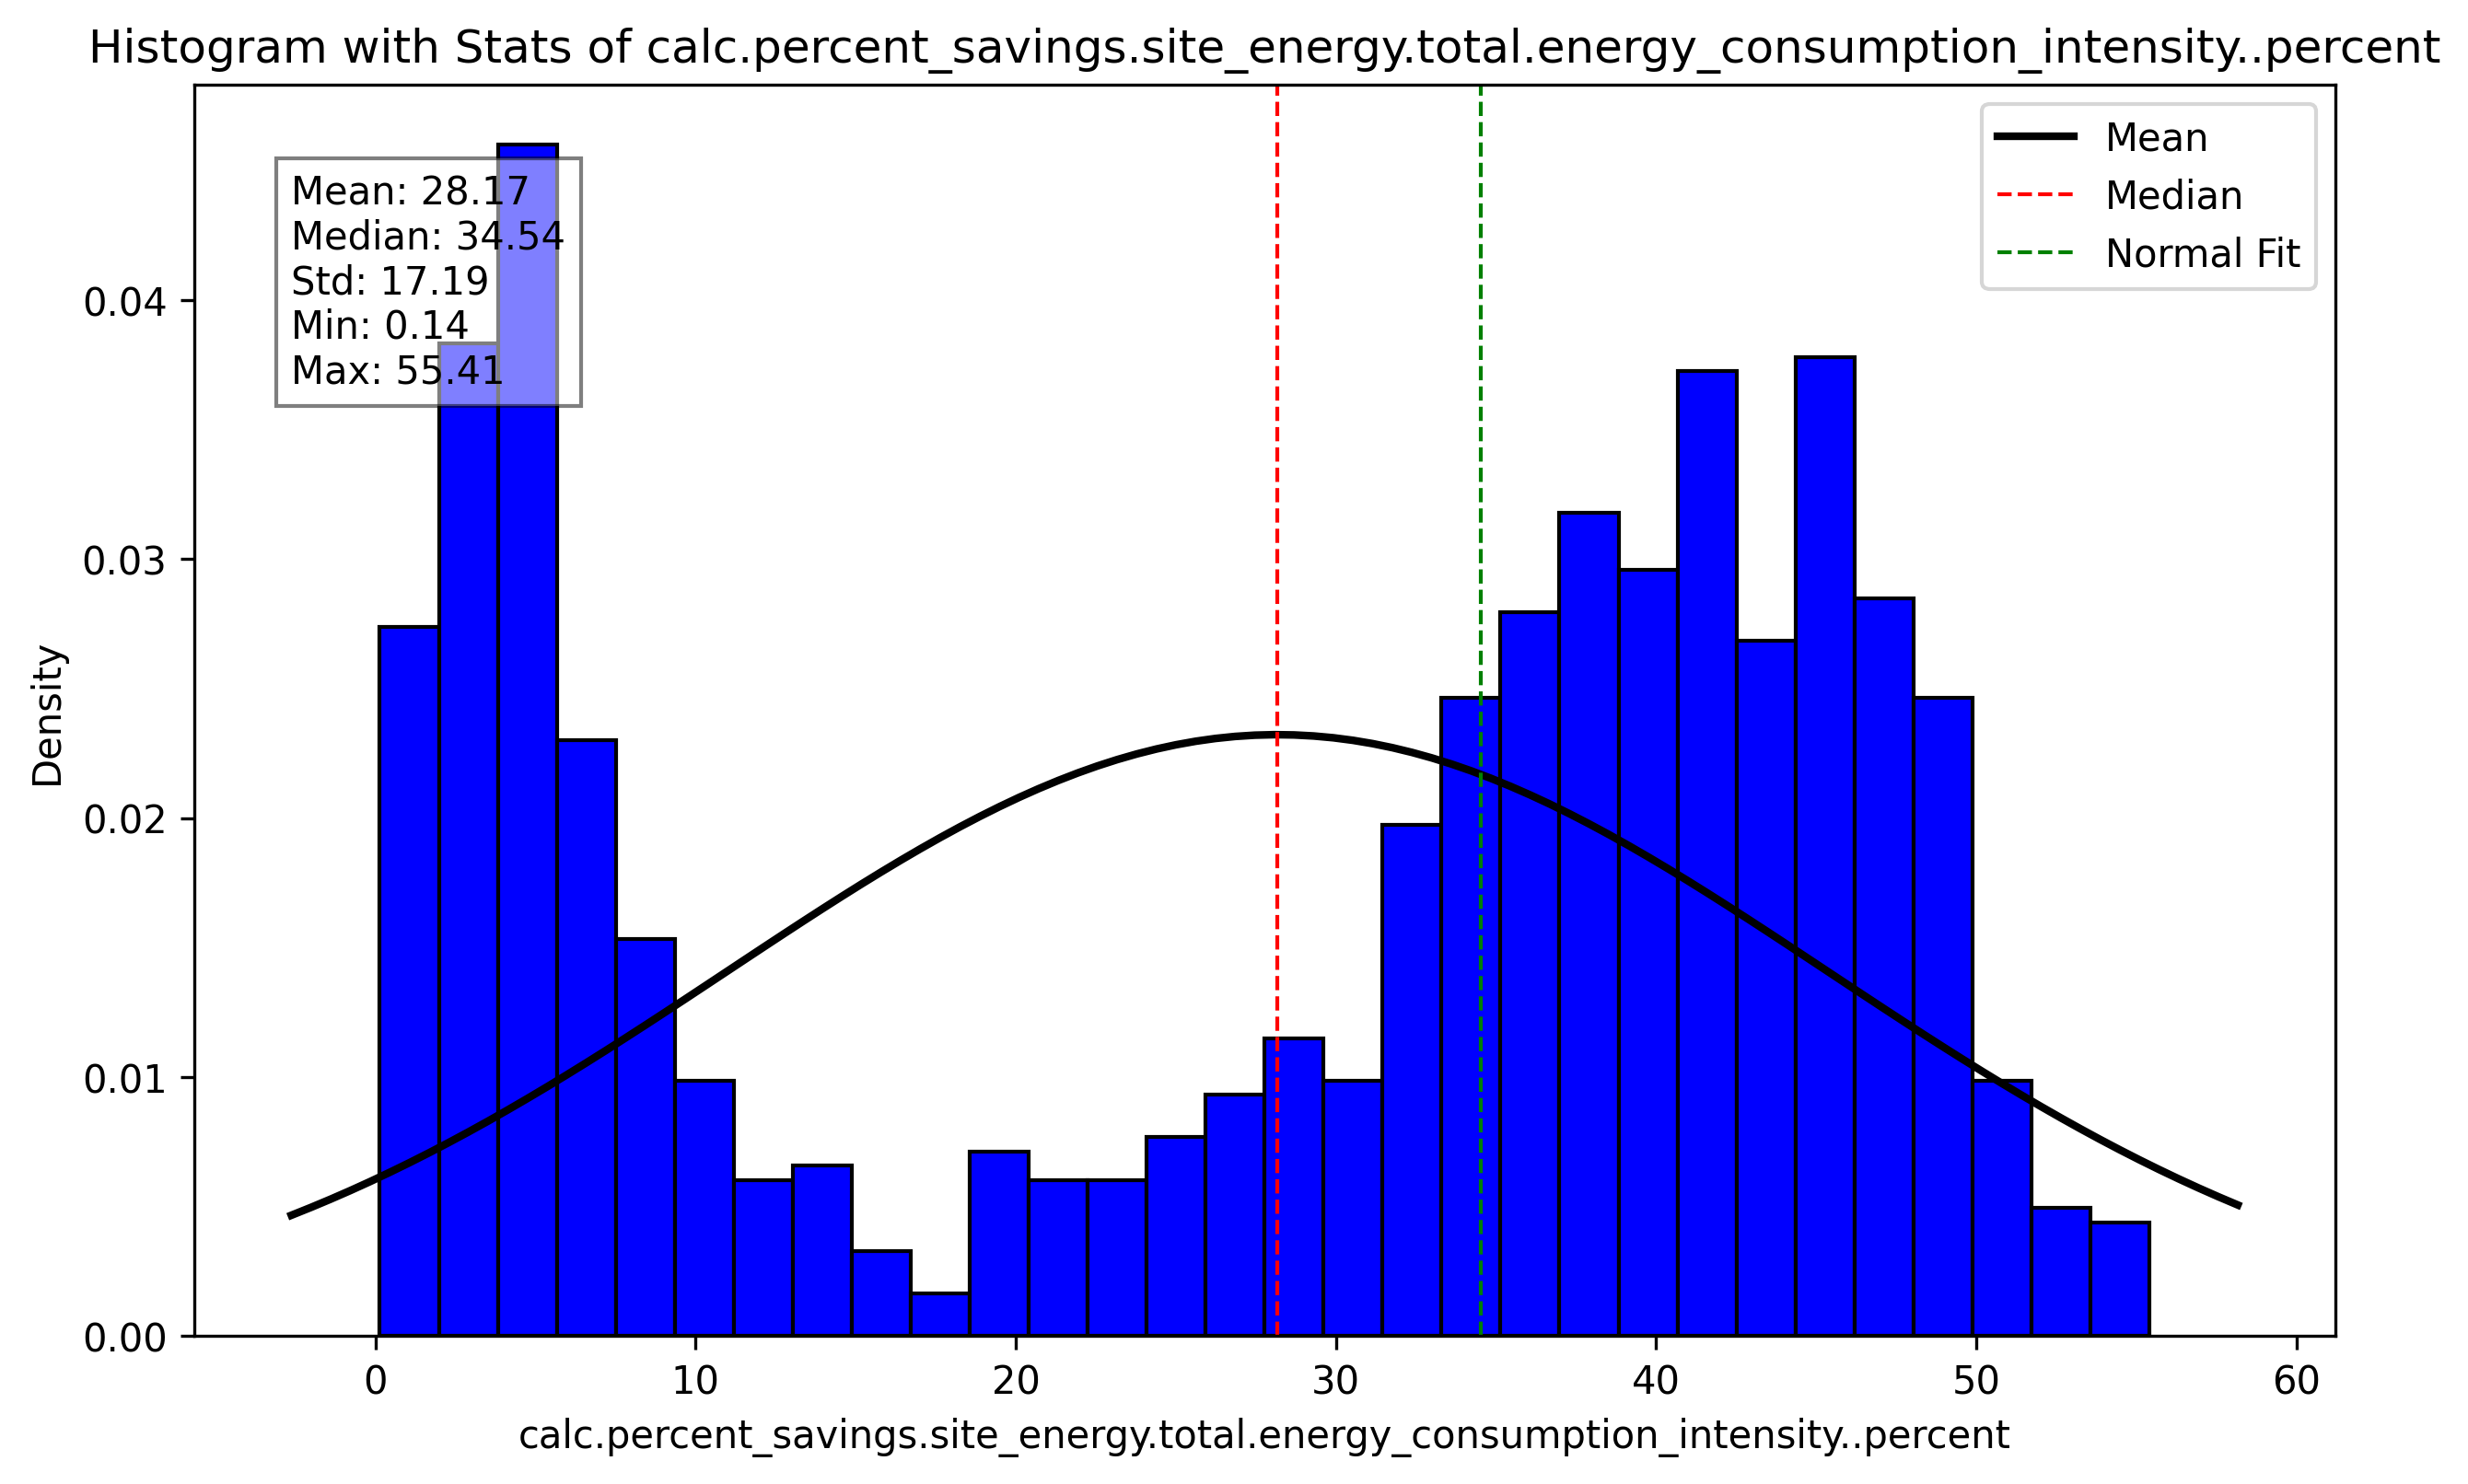 Histogram with Stats of calc.percent_savings.site_energy.total.energy_consumption_intensity..percent
Mean
Median
Normal Fit
Mean: 28.17
Median: 34.54
Std: 17.19
Min: 0.14
Max: 55.41
0.04
0.03
0.02
0.01
0.00
Density
0 10 20 30 40 50 60
calc.percent_savings.site_energy.total.energy_consumption_intensity..percent